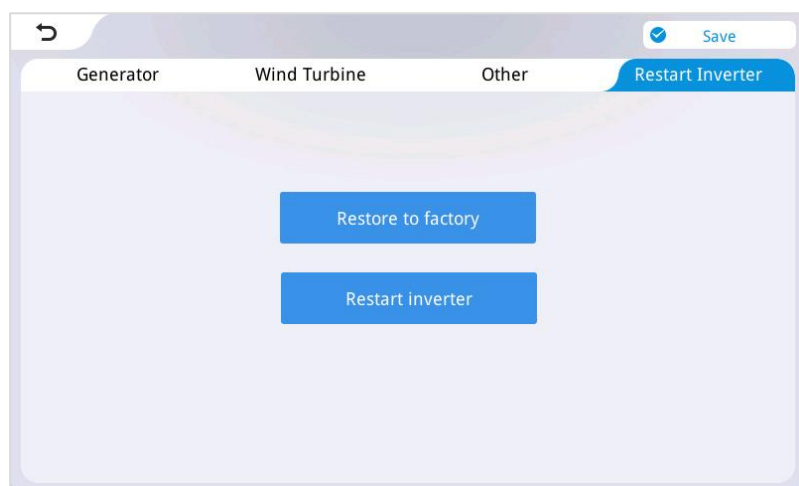 Save
Generator Wind Turbine Other Restart Inverter
Restore to factory
Restart inverter